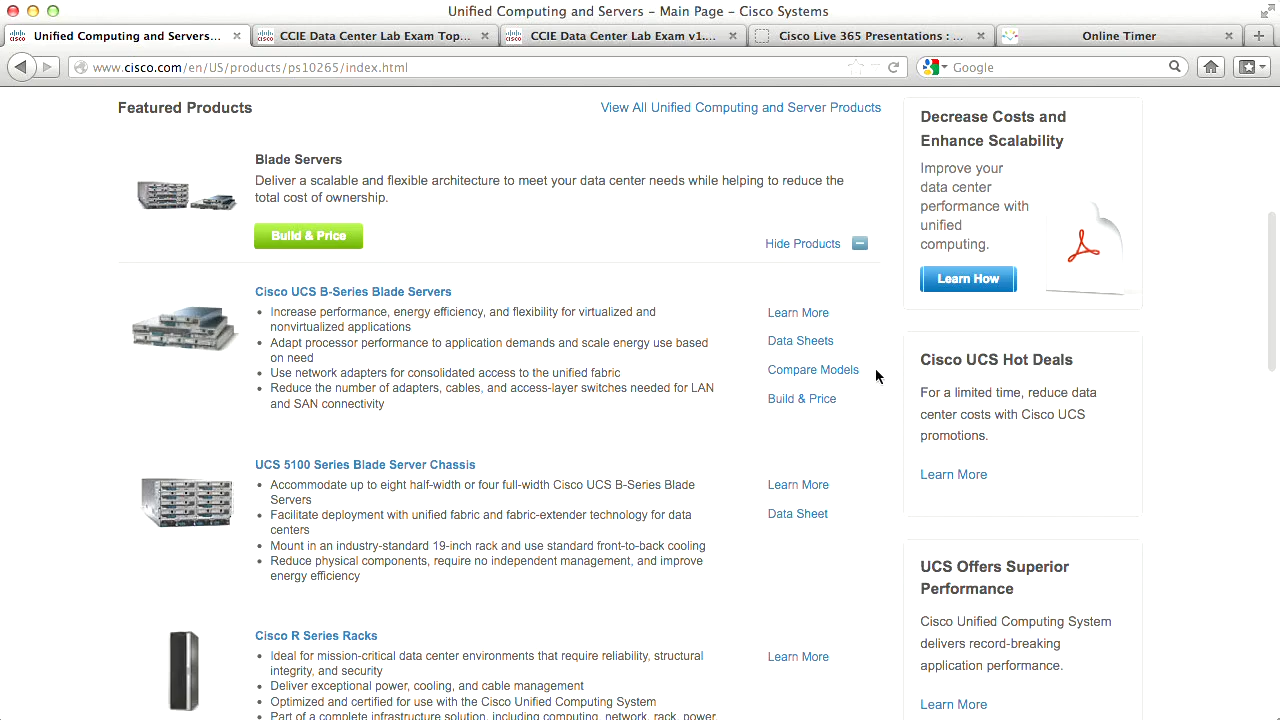 Unified Computing and Servers – Main Page – Cisco Systems
Unified Computing and Servers...
CCIE Data Center Lab Exam Top...
CCIE Data Center Lab Exam v1....
Cisco Live 365 Presentations : ...
Online Timer
www.cisco.com/en/US/products/ps10265/index.html
Google
Featured Products
View All Unified Computing and Server Products
Blade Servers
Deliver a scalable and flexible architecture to meet your data center needs while helping to reduce the
total cost of ownership.
Build & Price
Hide Products
Cisco UCS B-Series Blade Servers
Increase performance, energy efficiency, and flexibility for virtualized and
nonvirtualized applications
Adapt processor performance to application demands and scale energy use based
on need
Use network adapters for consolidated access to the unified fabric
Reduce the number of adapters, cables, and access-layer switches needed for LAN
and SAN connectivity
Learn More
Data Sheets
Compare Models
Build & Price
UCS 5100 Series Blade Server Chassis
Accommodate up to eight half-width or four full-width Cisco UCS B-Series Blade
Servers
Facilitate deployment with unified fabric and fabric-extender technology for data
centers
Mount in an industry-standard 19-inch rack and use standard front-to-back cooling
Reduce physical components, require no independent management, and improve
energy efficiency
Learn More
Data Sheet
Cisco R Series Racks
Ideal for mission-critical data center environments that require reliability, structural
integrity, and security
Deliver exceptional power, cooling, and cable management
Optimized and certified for use with the Cisco Unified Computing System
Part of a complete infrastructure solution, including computing, network, rack, power,
Learn More
Decrease Costs and
Enhance Scalability
Improve your
data center
performance with
unified
computing.
Learn How
Cisco UCS Hot Deals
For a limited time, reduce data
center costs with Cisco UCS
promotions.
Learn More
UCS Offers Superior
Performance
Cisco Unified Computing System
delivers record-breaking
application performance.
Learn More